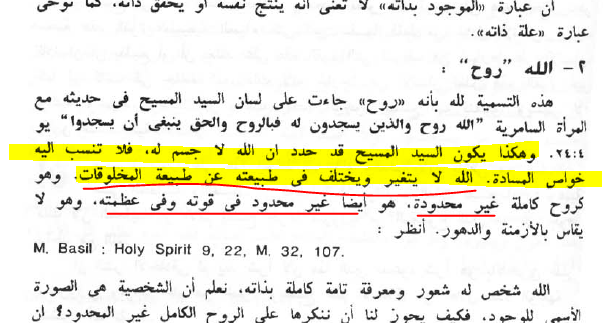 ان عبارة «الموجود بذاته» لا تعنى أنه ينتج نفسه أو يحقق ذاته، كما توحى
عبارة «علة ذاته».
٢- الله ”روح“ :
هذه التسمية لله بأنه «روح» جاءت على لسان السيد المسيح فى حديثه مع
المرأة السامرية ”الله روح والذين يسجدون له فبالروح والحق ينبغى أن يسجدوا“ يو
٢٤:٤. وهكذا يكون السيد المسيح قد حدد ان الله لا جسم له، فلا تنسب اليه
خواص المسادة. الله لا يتغير ويختلف فى طبيعته عن طبيعة المخلوقات. وهو
كروح كاملة غير محدودة، هو أيضا غير محدود فى قوته وفى عظمته، وهو لا
يقاس بالأزمنة والدهور. أنظر :
M. Basil : Holy Spirit 9, 22, M. 32, 107.
الله شخص له شعور ومعرفة تامة كاملة بذاته، نعلم أن الشخصية هى الصورة
الأسمى للوجود، فكيف يجوز لنا أن ننكرها على الروح الكامل غير المحدود؟ ان